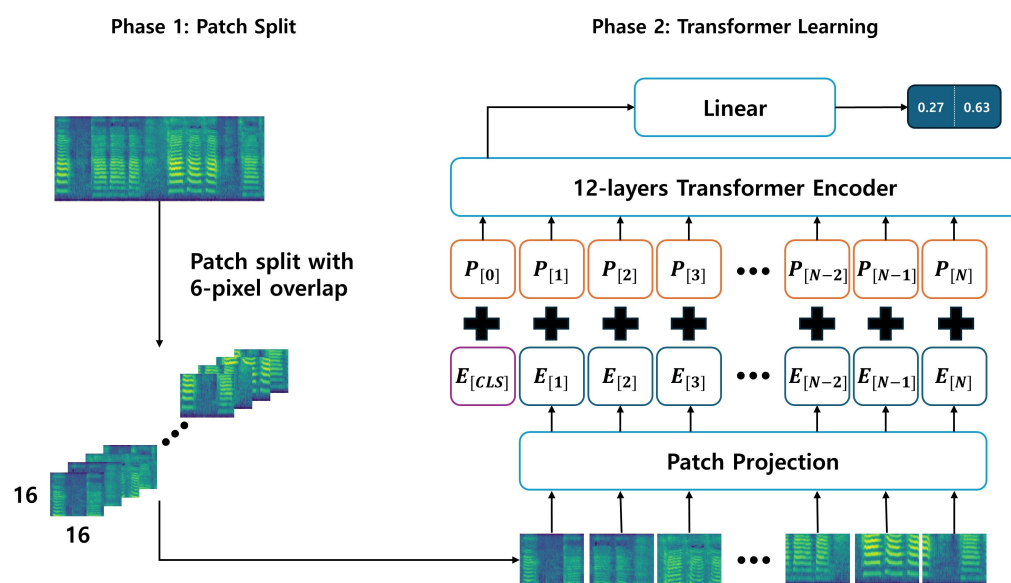 Phase 1: Patch Split
Phase 2: Transformer Learning
Linear
0.27 0.63
12-layers Transformer Encoder
Patch split with
6-pixel overlap
P[0] P[1] P[2] P[3] ••• P[N-2] P[N-1] P[N]
E[CLS] E[1] E[2] E[3] ••• E[N-2] E[N-1] E[N]
Patch Projection
16
16